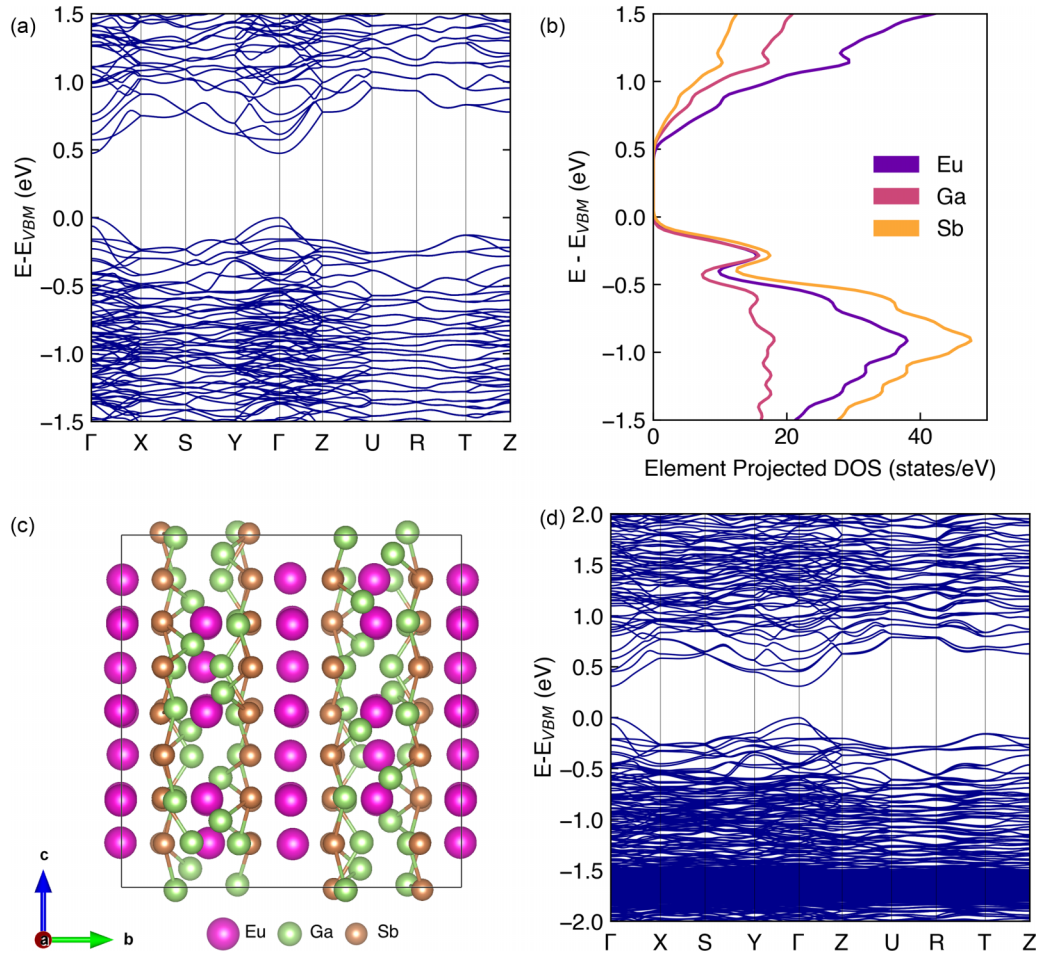 (a)
1.5
1.0
0.5
0.0
−0.5
−1.0
−1.5
E-E_VBM (eV)
Γ X S Y Γ Z U R T Z
(b)
1.5
1.0
0.5
0.0
−0.5
−1.0
−1.5
E - E_VBM (eV)
Eu
Ga
Sb
0 20 40
Element Projected DOS (states/eV)
(c)
c
a
b
Eu Ga Sb
(d)
2.0
1.5
1.0
0.5
0.0
−0.5
−1.0
−1.5
−2.0
E-E_VBM (eV)
Γ X S Y Γ Z U R T Z